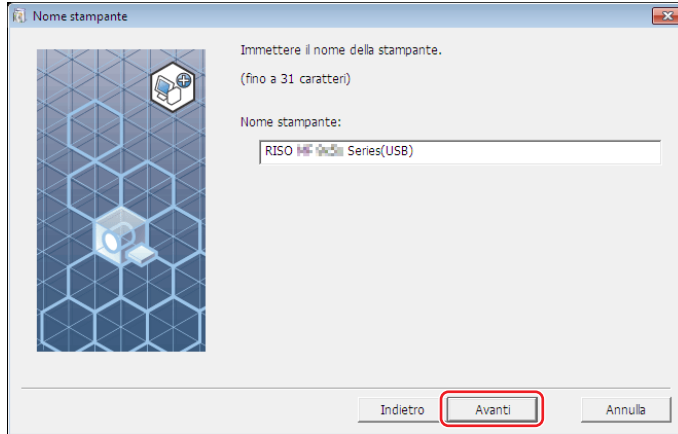 Nome stampante
Immettere il nome della stampante.
(fino a 31 caratteri)
Nome stampante:
RISO Series(USB)
Indietro
Avanti
Annulla